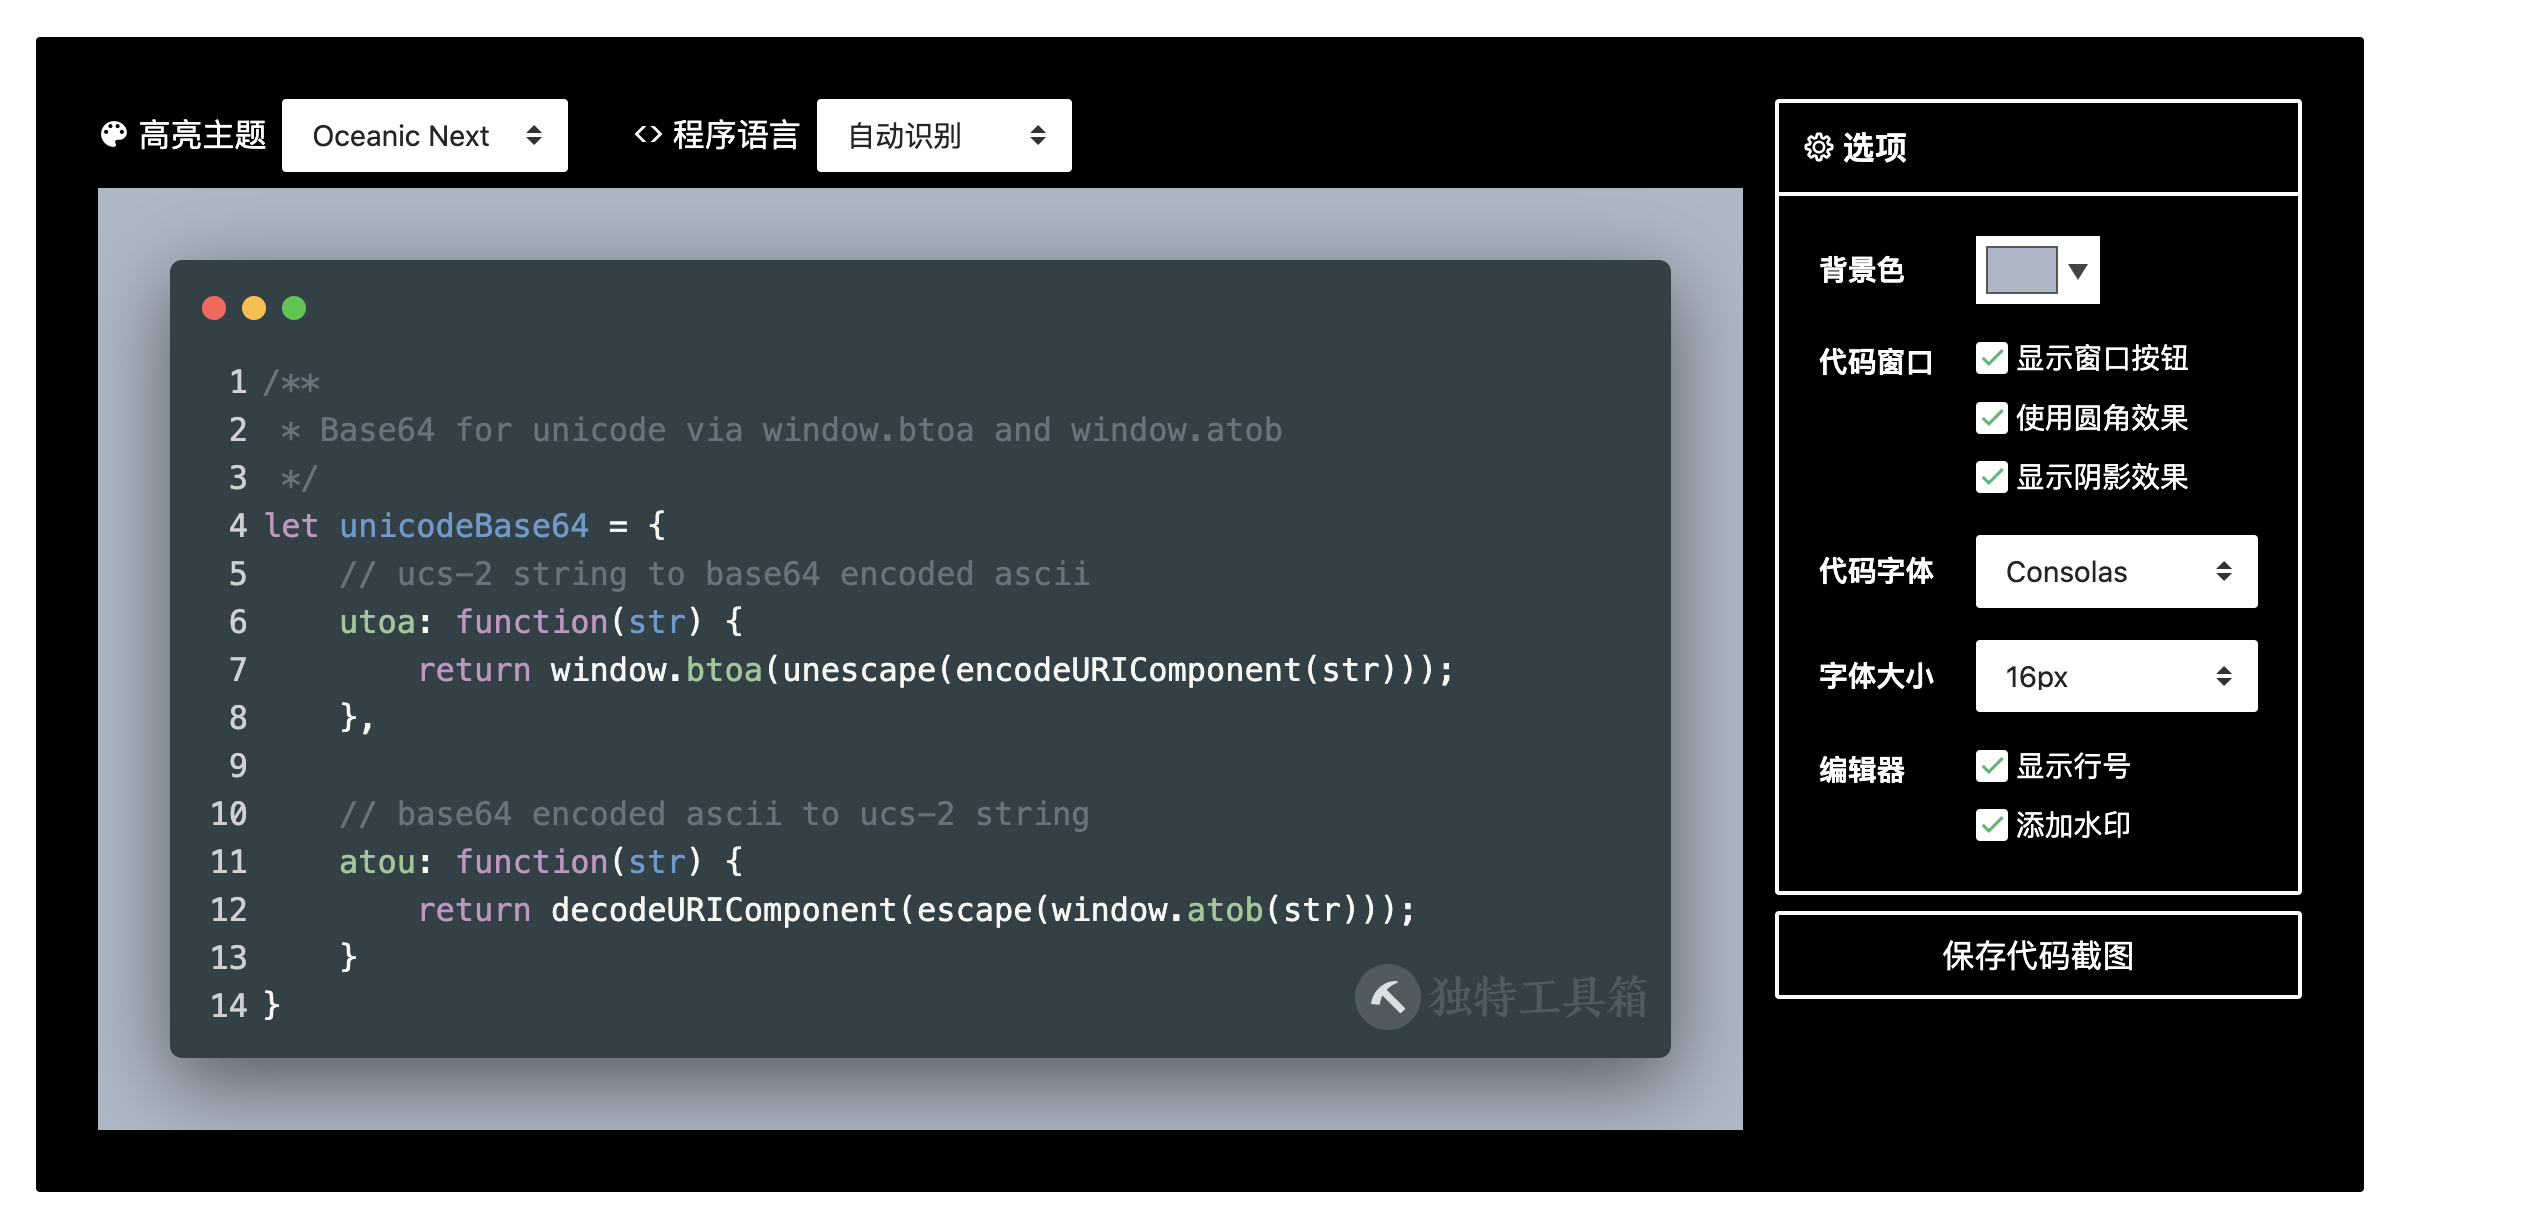 高亮主题 Oceanic Next <> 程序语言 自动识别
1 /**
2  * Base64 for unicode via window.btoa and window.atob
3  */
4 let unicodeBase64 = {
5     // ucs-2 string to base64 encoded ascii
6     utoa: function(str) {
7         return window.btoa(unescape(encodeURIComponent(str)));
8     },
9
10     // base64 encoded ascii to ucs-2 string
11     atou: function(str) {
12         return decodeURIComponent(escape(window.atob(str)));
13     }
14 }
独特工具箱
选项
背景色
代码窗口 显示窗口按钮
使用圆角效果
显示阴影效果
代码字体 Consolas
字体大小 16px
编辑器 显示行号
添加水印
保存代码截图